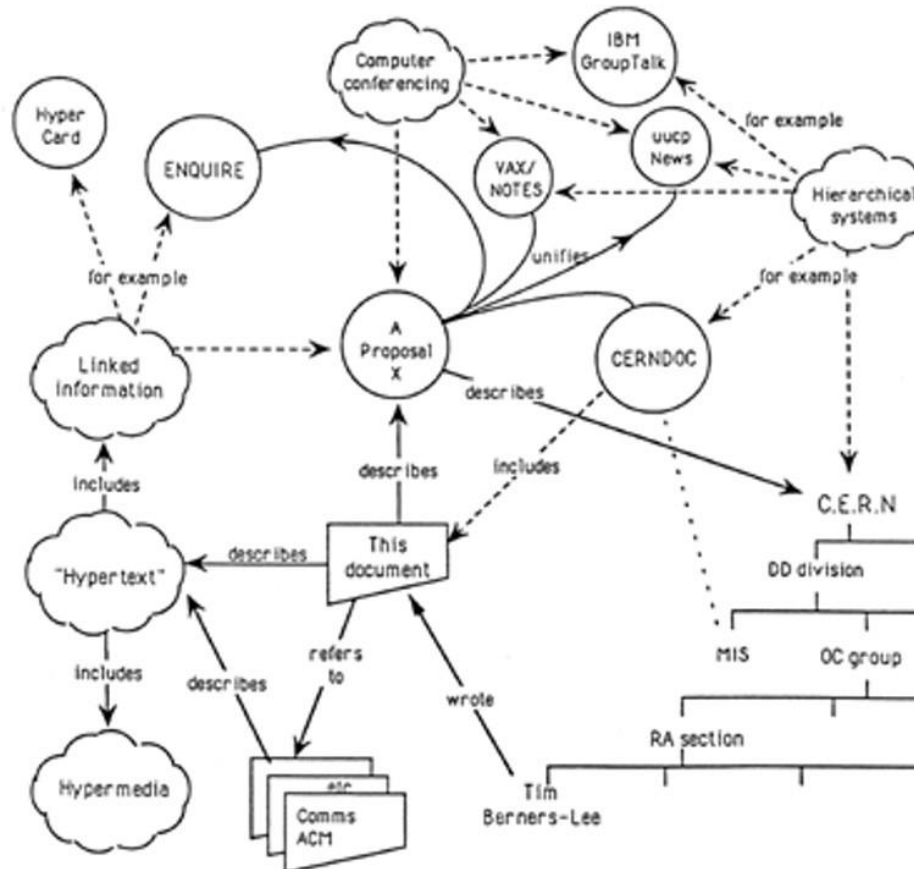 IBM
GroupTalk
Computer
conferencing
Hyper
Card
for example
uucp
News
ENQUIRE
VAX/
NOTES
Hierarchical
systems
unifies
for example
for example
A
Proposal
X
Linked
information
CERNDOC
describes
includes
describes
includes
C.E.R.N
This
document
describes
"Hypertext"
DD division
refers
to
MIS
OC group
includes
describes
wrote
RA section
Hypermedia
etc
Tim
Berners-Lee
Comms
ACM